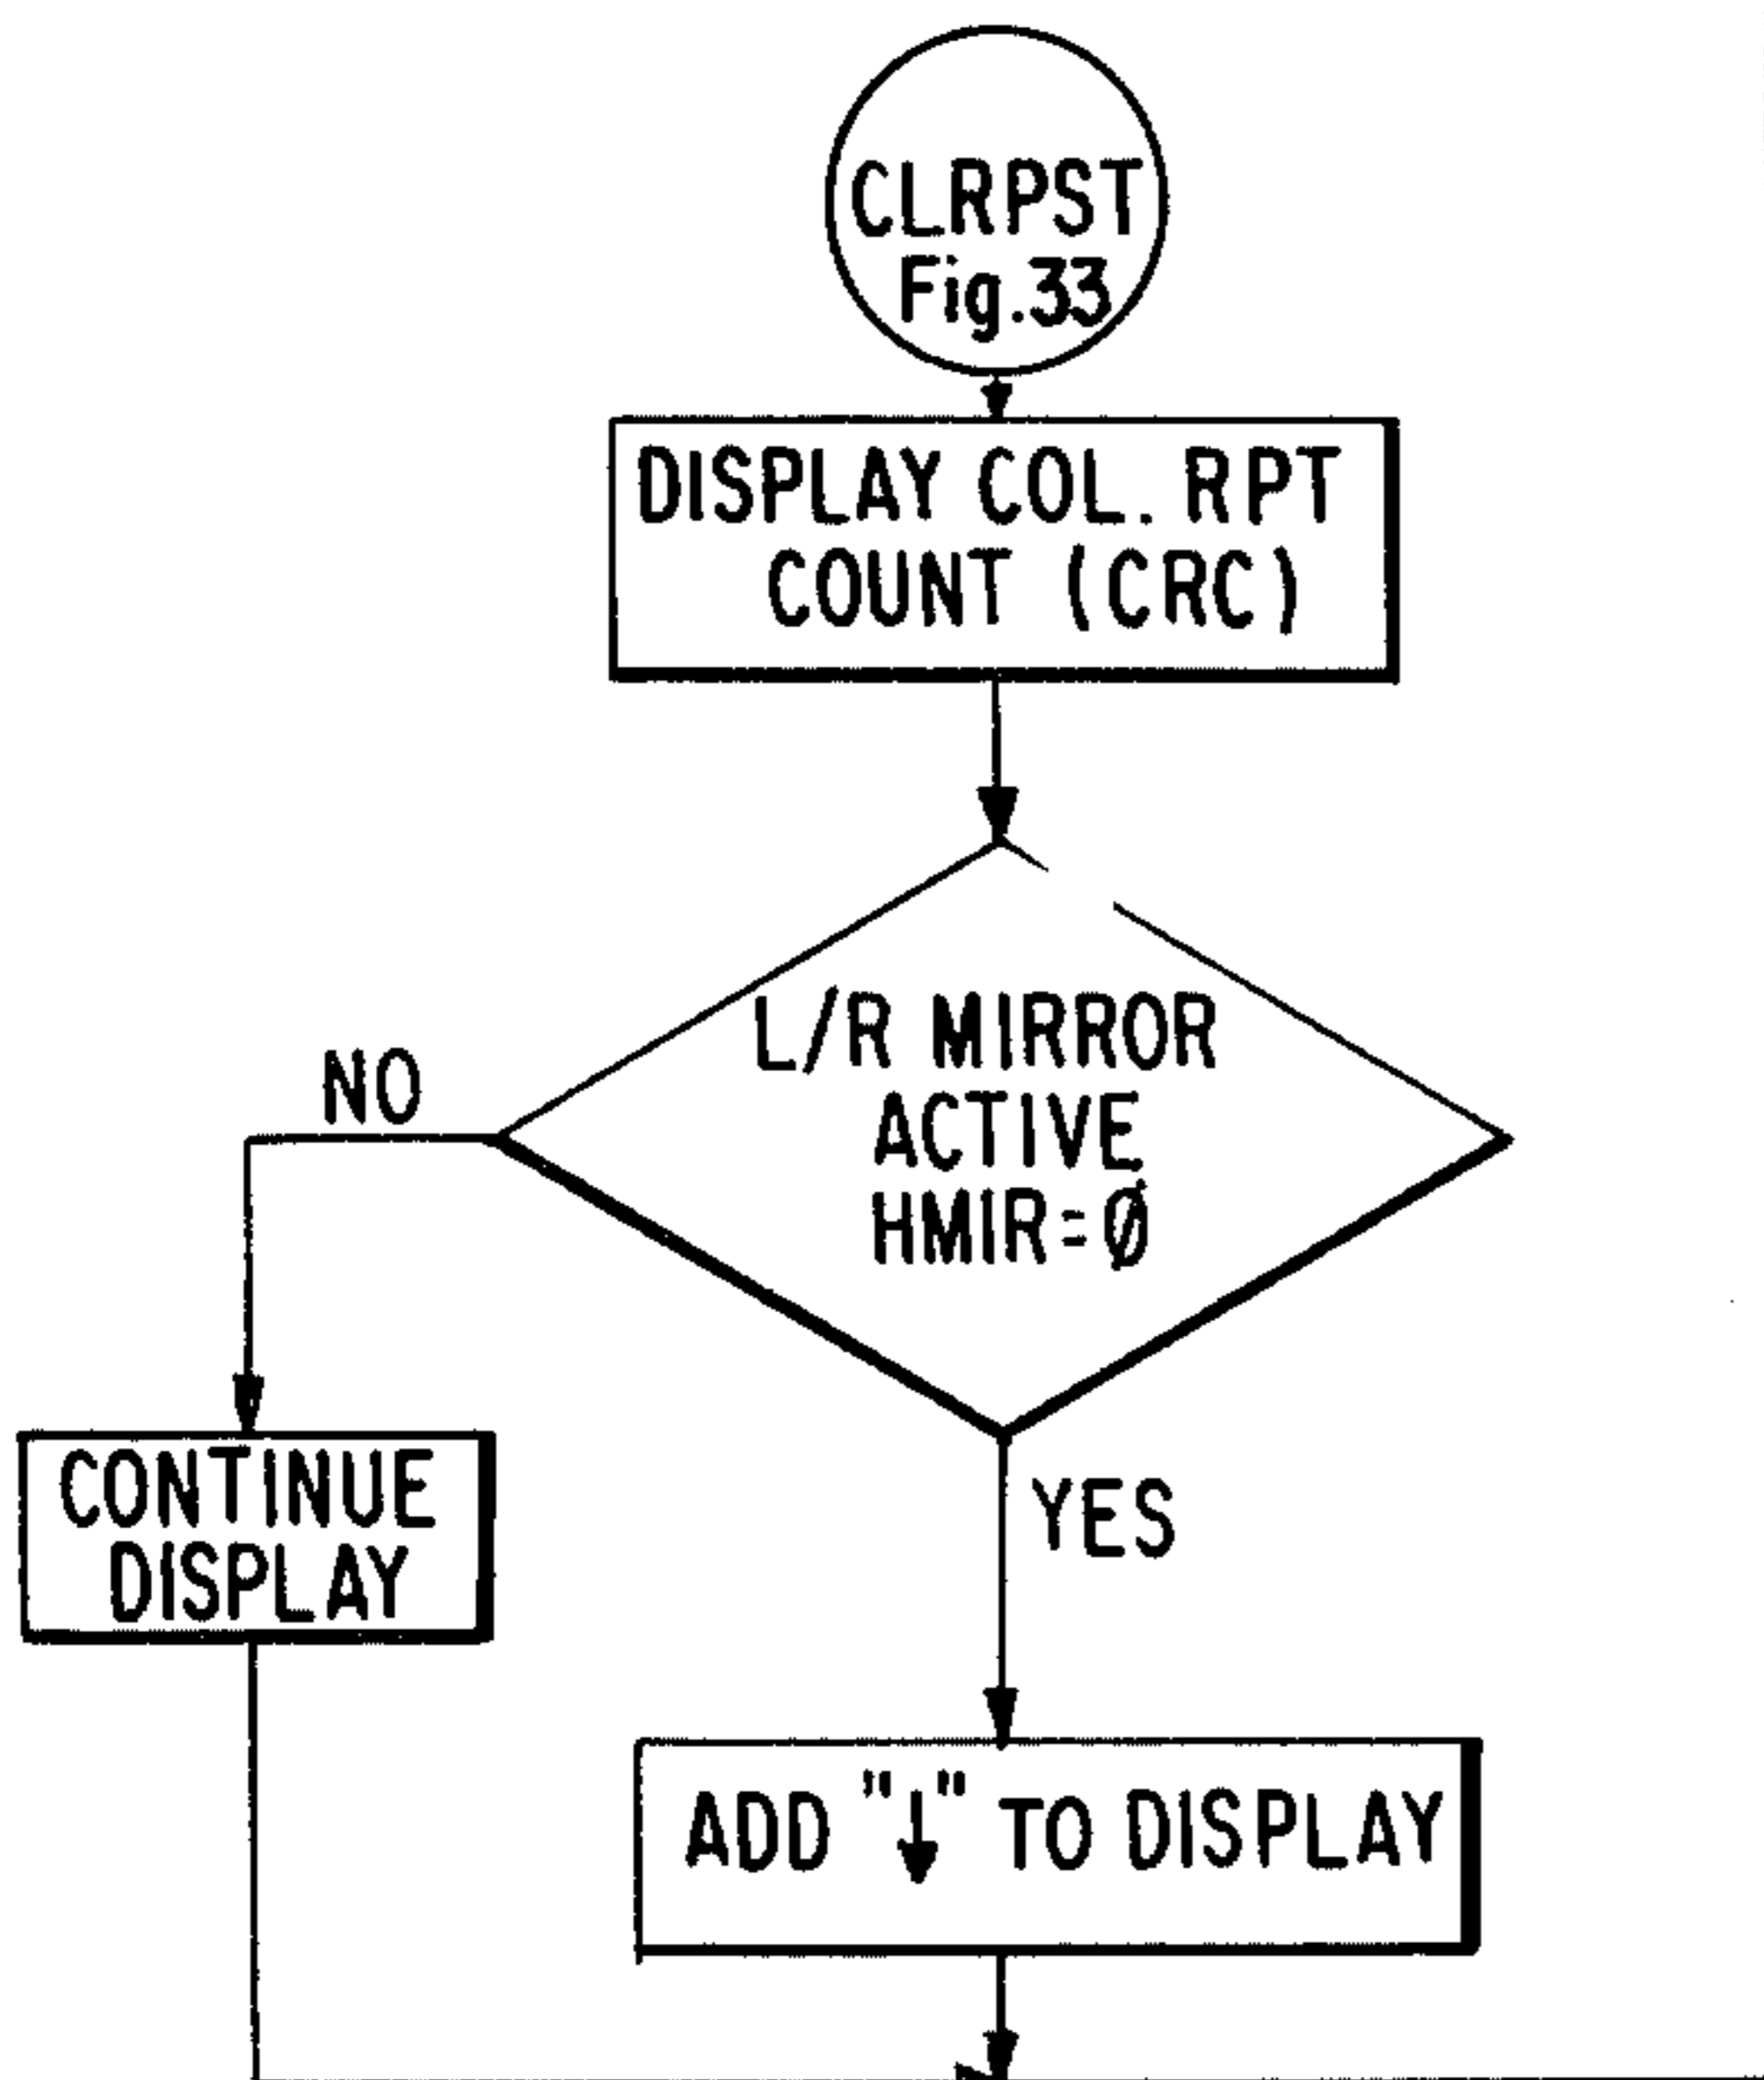 CLRPST
Fig.33
DISPLAY COL. RPT
COUNT (CRC)
L/R MIRROR
ACTIVE
HMIR=Ø
NO
CONTINUE
DISPLAY
YES
ADD "↓" TO DISPLAY